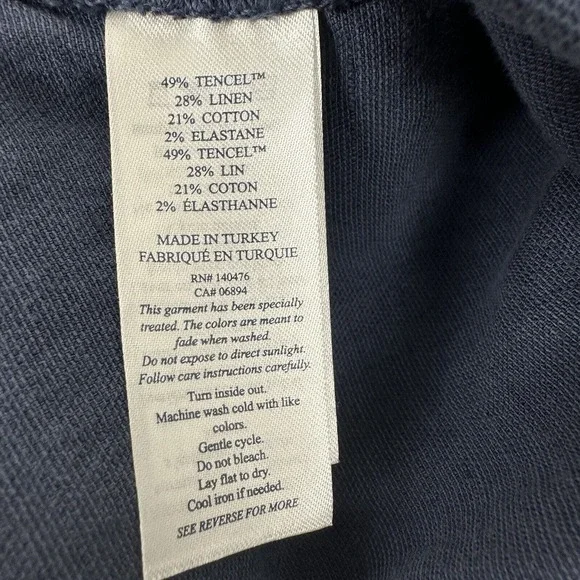 49% TENCEL™
28% LINEN
21% COTTON
2% ELASTANE
49% TENCEL™
28% LIN
21% COTON
2% ÉLASTHANNE
MADE IN TURKEY
FABRIQUÉ EN TURQUIE
RN# 140476
CA# 06894
This garment has been specially
treated. The colors are meant to
fade when washed.
Do not expose to direct sunlight.
Follow care instructions carefully.
Turn inside out.
Machine wash cold with like
colors.
Gentle cycle.
Do not bleach.
Lay flat to dry.
Cool iron if needed.
SEE REVERSE FOR MORE